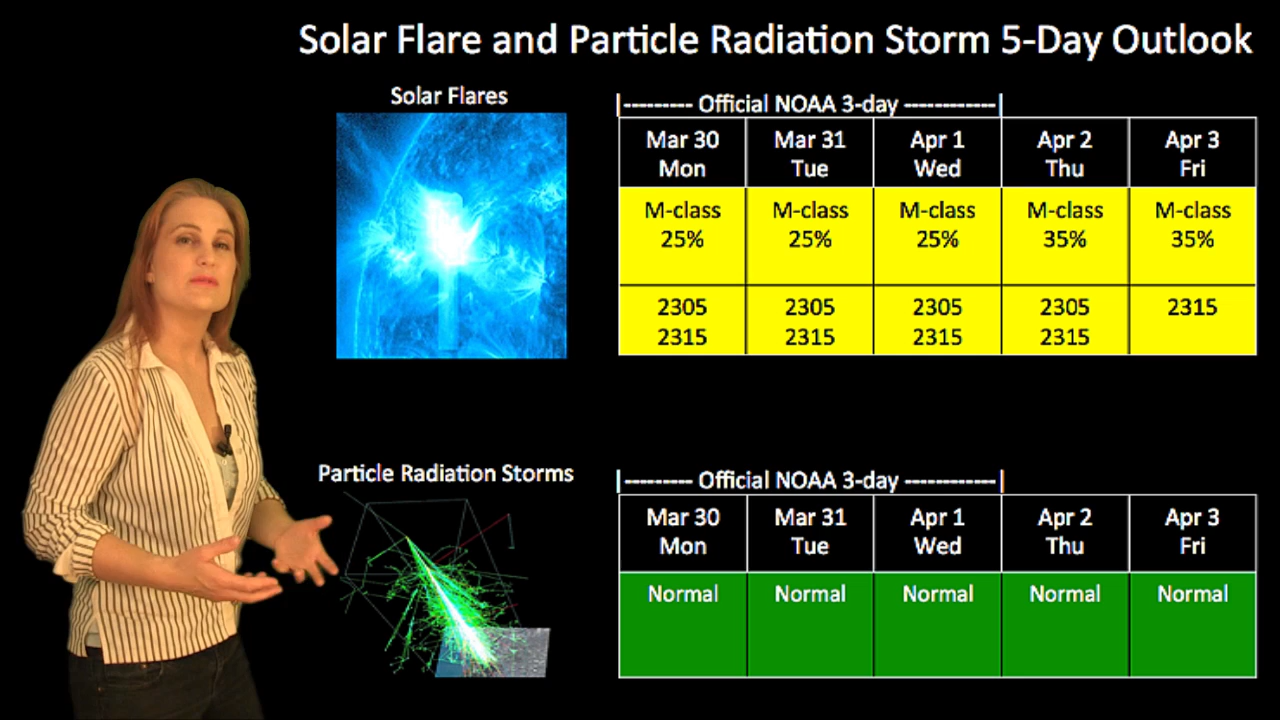 Solar Flare and Particle Radiation Storm 5-Day Outlook
Solar Flares
|--------- Official NOAA 3-day ------------|
Mar 30 Mar 31 Apr 1 Apr 2 Apr 3
Mon Tue Wed Thu Fri
M-class M-class M-class M-class M-class
25% 25% 25% 35% 35%
2305 2305 2305 2305 2315
2315 2315 2315 2315
Particle Radiation Storms
|--------- Official NOAA 3-day ------------|
Mar 30 Mar 31 Apr 1 Apr 2 Apr 3
Mon Tue Wed Thu Fri
Normal Normal Normal Normal Normal